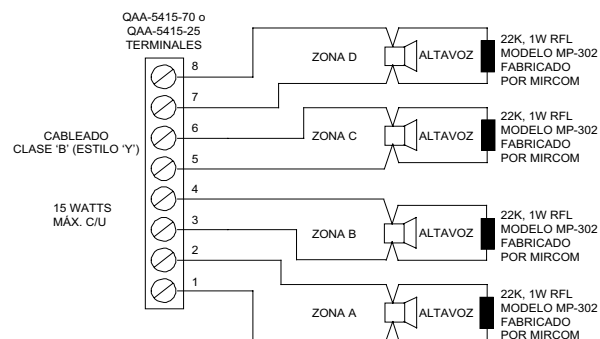 QAA-5415-70 o
QAA-5415-25
TERMINALES
8
7
6
5
4
3
2
1
CABLEADO
CLASE 'B' (ESTILO 'Y')
15 WATTS
MÁX. C/U
ZONA D
ALTAVOZ
22K, 1W RFL
MODELO MP-302
FABRICADO
POR MIRCOM
ZONA C
ALTAVOZ
22K, 1W RFL
MODELO MP-302
FABRICADO
POR MIRCOM
ZONA B
ALTAVOZ
22K, 1W RFL
MODELO MP-302
FABRICADO
POR MIRCOM
ZONA A
ALTAVOZ
22K, 1W RFL
MODELO MP-302
FABRICADO
POR MIRCOM